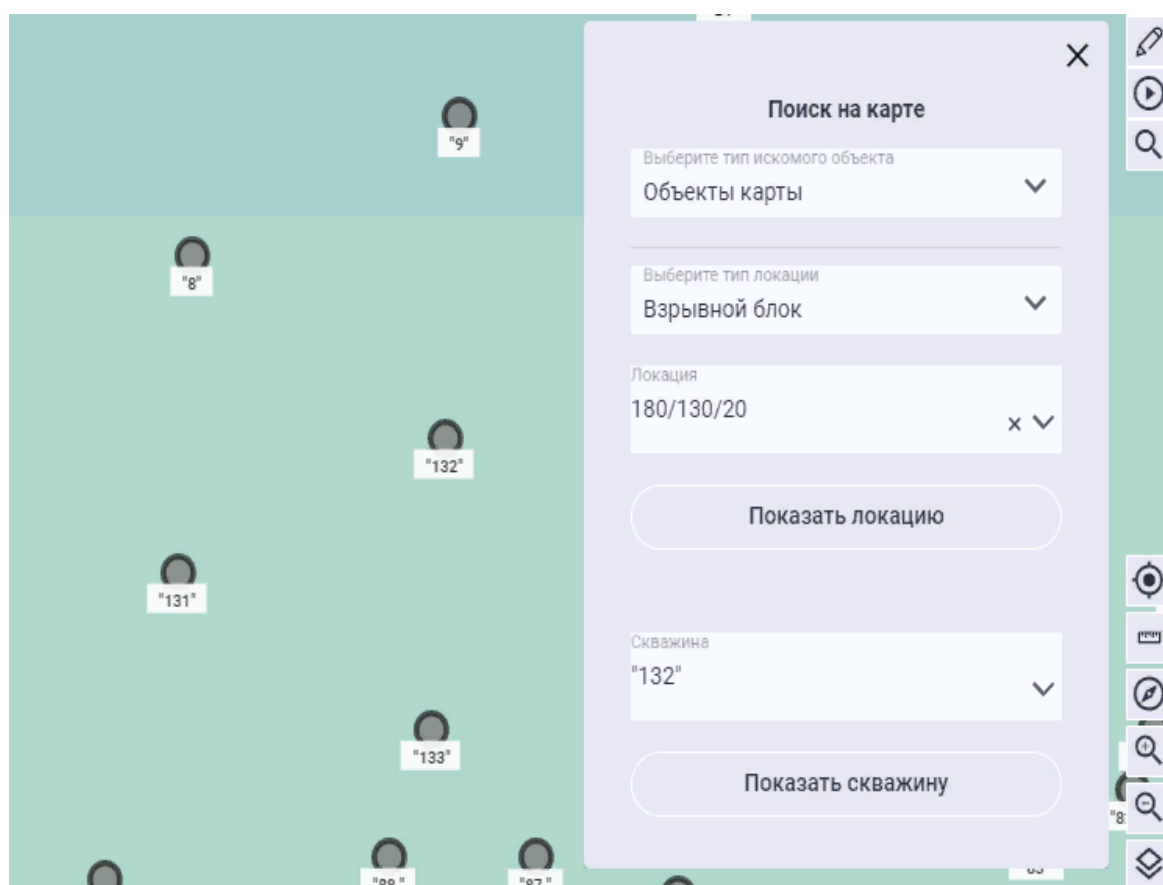 Поиск на карте
Выберите тип искомого объекта
Объекты карты
Выберите тип локации
Взрывной блок
Локация
180/130/20
Показать локацию
Скважина
"132"
Показать скважину
"9"
"8"
"132"
"131"
"133"